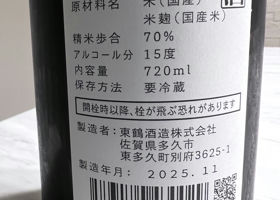 原材料名 米(国産)
米麹(国産米)
精米歩合 70%
アルコール分 15度
内容量 720ml
保存方法 要冷蔵
開栓時以降、栓が飛ぶ恐れがあります
製造者:東鶴酒造株式会社
佐賀県多久市
東多久町別府3625-1
製造年月: 2025.11